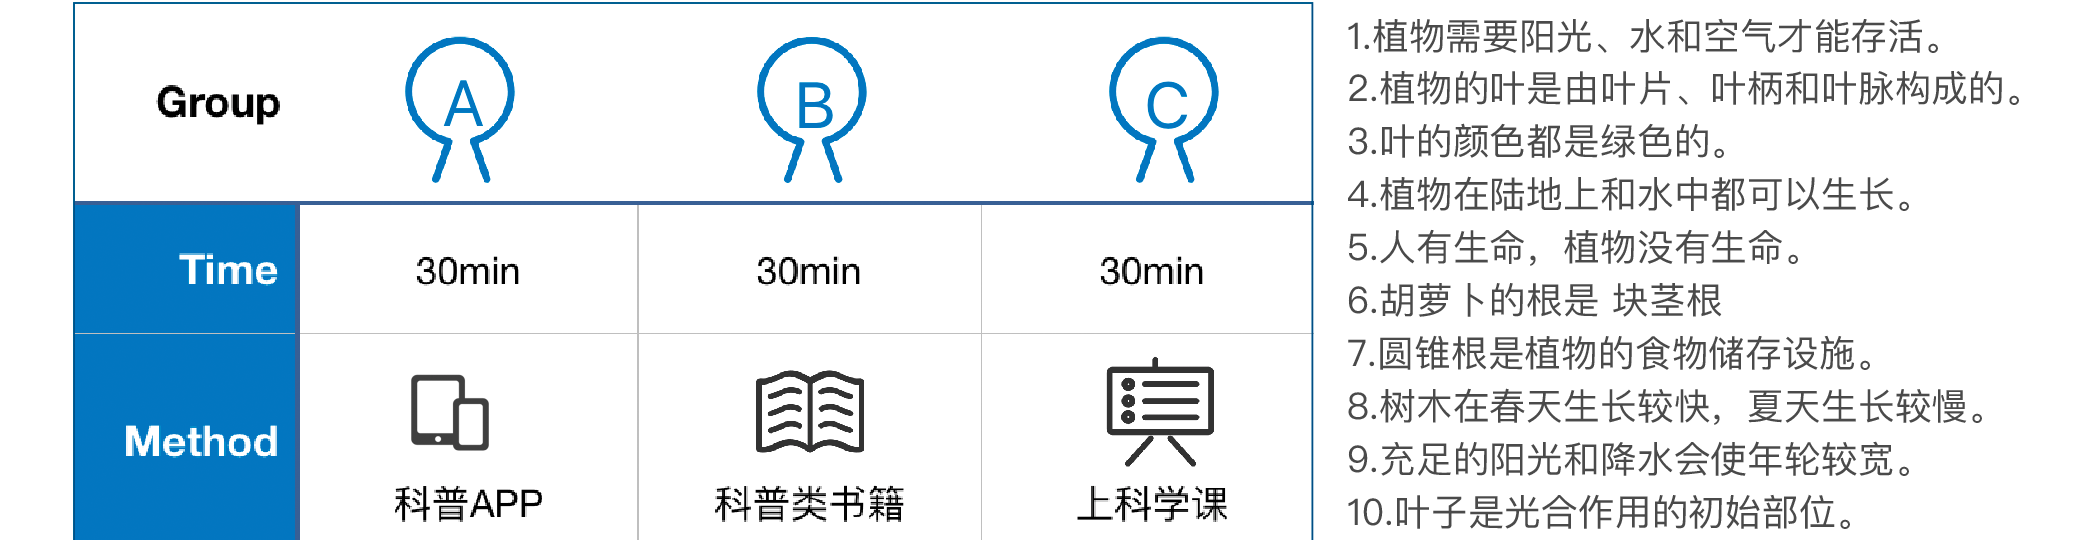 Group A B C
Time 30min 30min 30min
Method
科普APP 科普类书籍 上科学课
1.植物需要阳光、水和空气才能存活。
2.植物的叶是由叶片、叶柄和叶脉构成的。
3.叶的颜色都是绿色的。
4.植物在陆地上和水中都可以生长。
5.人有生命，植物没有生命。
6.胡萝卜的根是 块茎根
7.圆锥根是植物的食物储存设施。
8.树木在春天生长较快，夏天生长较慢。
9.充足的阳光和降水会使年轮较宽。
10.叶子是光合作用的初始部位。